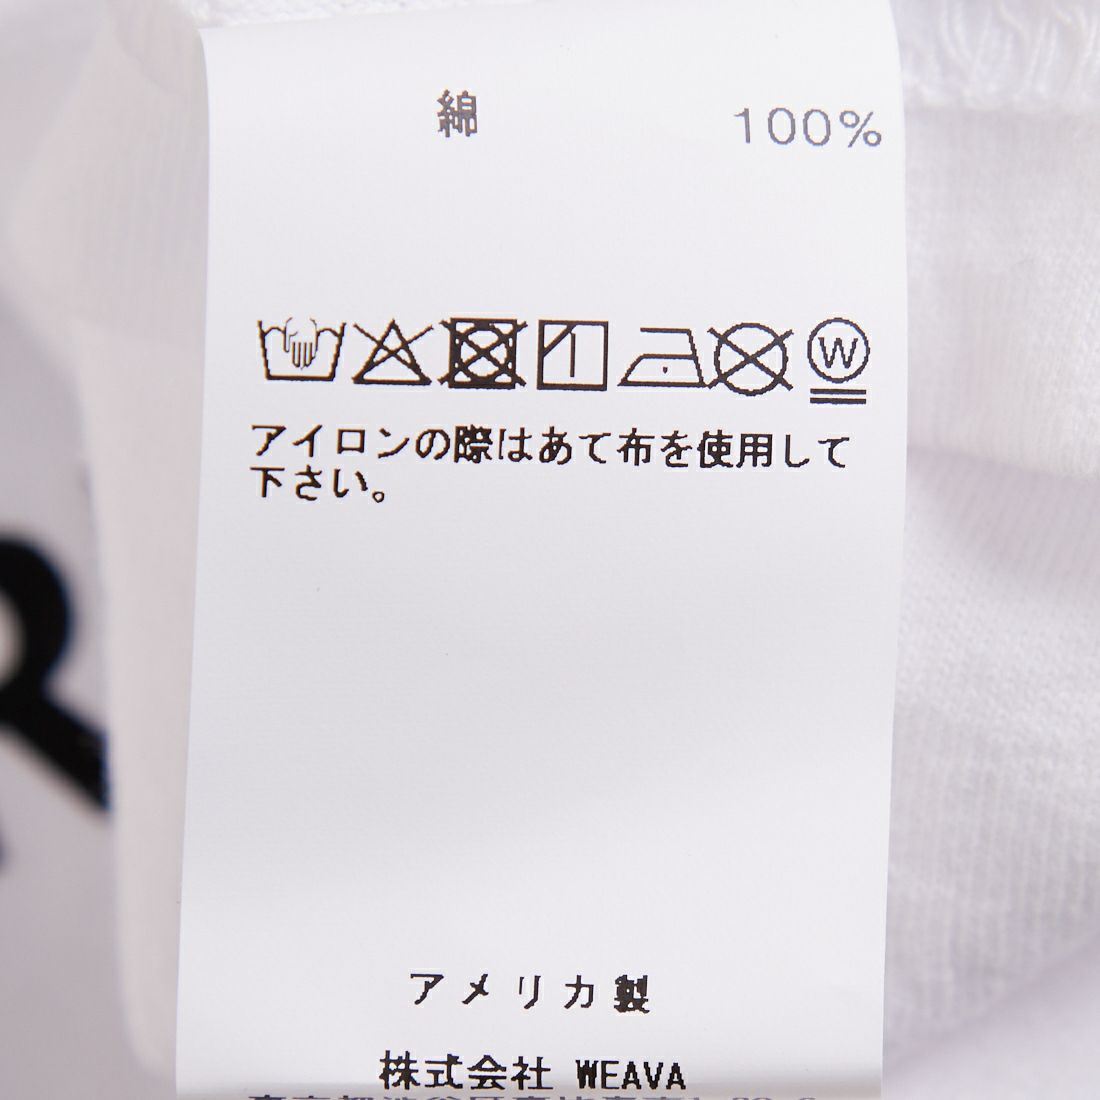 綿 100%
W
アイロンの際はあて布を使用して
下さい。
アメリカ製
株式会社 WEAVA